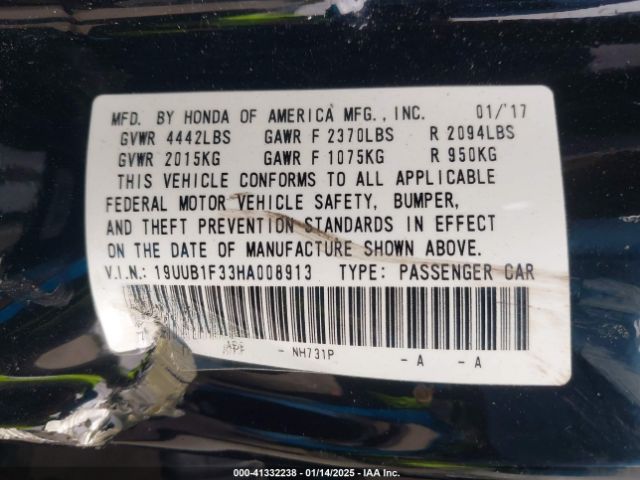 MFD. BY HONDA OF AMERICA MFG., INC. 01/'17
GVWR 4442LBS GAWR F 2370LBS R 2094LBS
GVWR 2015KG GAWR F 1075KG R 950KG
THIS VEHICLE CONFORMS TO ALL APPLICABLE
FEDERAL MOTOR VEHICLE SAFETY, BUMPER,
AND THEFT PREVENTION STANDARDS IN EFFECT
ON THE DATE OF MANUFACTURE SHOWN ABOVE.
V.I.N.: 19UUB1F33HA008913 TYPE: PASSENGER CAR
- NH731P - A - A
000-41332238 - 01/14/2025 - IAA Inc.